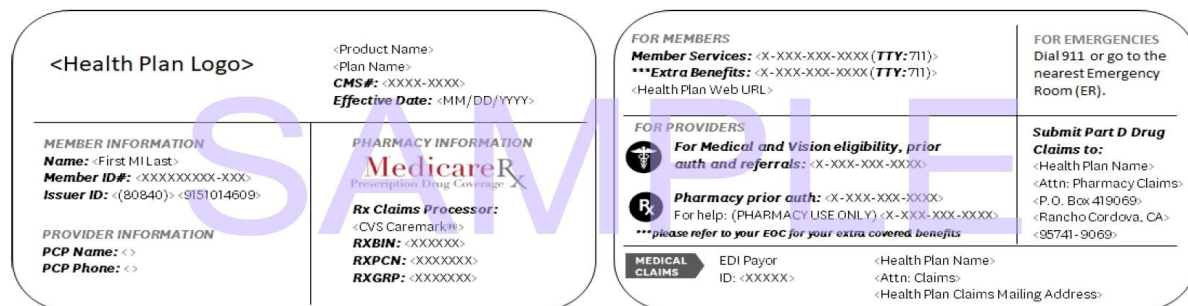 <Health Plan Logo>
<Product Name>
<Plan Name>
CMS#: <XXXX-XXXX>
Effective Date: <MM/DD/YYYY>
MEMBER INFORMATION
Name: <First MI Last>
Member ID#: <XXXXXXXXX-XXX>
Issuer ID: <(80840)> <9151014609>
PROVIDER INFORMATION
PCP Name: <>
PCP Phone: <>
PHARMACY INFORMATION
MedicareRx
Prescription Drug Coverage
Rx Claims Processor:
<CVS Caremark®>
RXBIN: <XXXXXX>
RXPCN: <XXXXXXX>
RXGRP: <XXXXXXX>
FOR MEMBERS
Member Services: <X-XXX-XXX-XXXX (TTY:711)>
***Extra Benefits: <X-XXX-XXX-XXXX (TTY:711)>
<Health Plan Web URL>
FOR EMERGENCIES
Dial 911 or go to the
nearest Emergency
Room (ER).
FOR PROVIDERS
For Medical and Vision eligibility, prior
auth and referrals: <X-XXX-XXX-XXXX>
Rx
Pharmacy prior auth: <X-XXX-XXX-XXXX>
For help: (PHARMACY USE ONLY) <X-XXX-XXX-XXXX>
***please refer to your EOC for your extra covered benefits
Submit Part D Drug
Claims to:
<Health Plan Name>
<Attn: Pharmacy Claims>
<P.O. Box 419069>
<Rancho Cordova, CA>
<95741-9069>
MEDICAL
CLAIMS
EDI Payor
ID: <XXXXX>
<Health Plan Name>
<Attn: Claims>
<Health Plan Claims Mailing Address>
SAMPLE